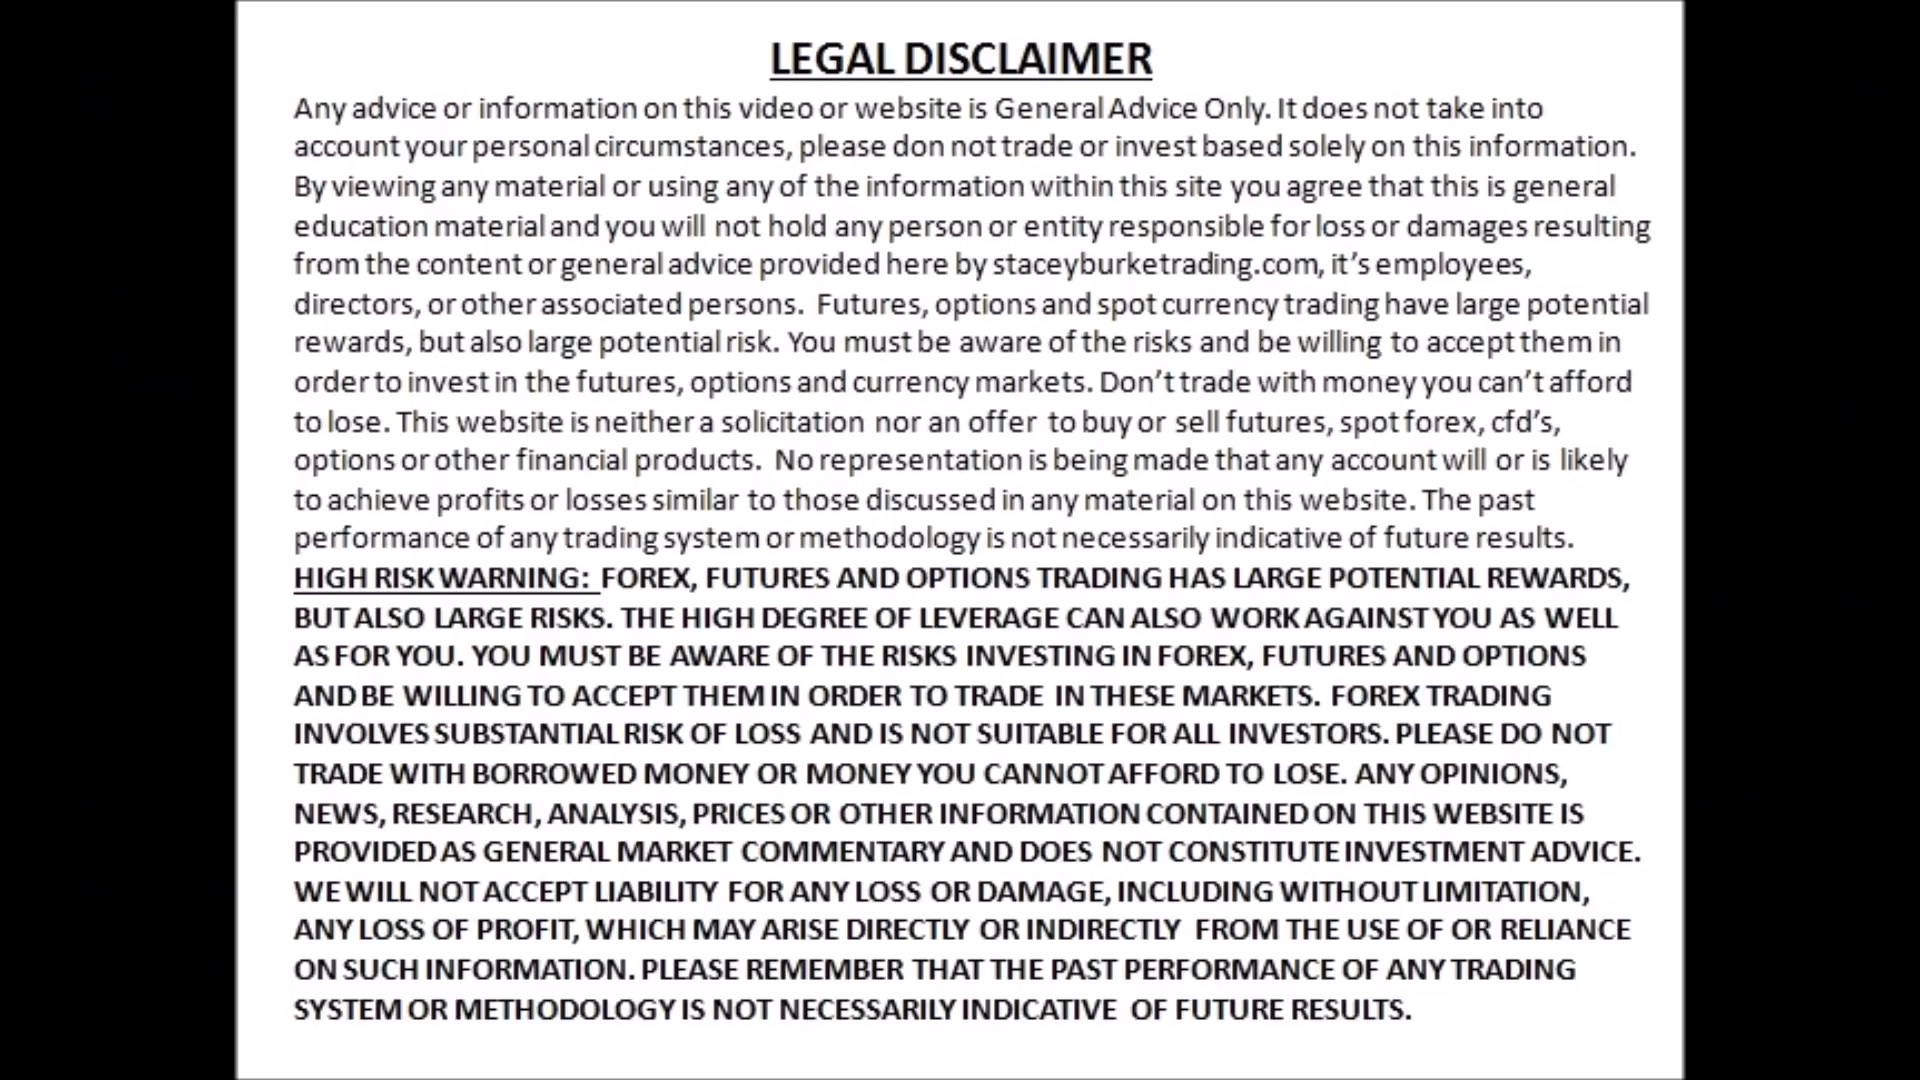 LEGAL DISCLAIMER
Any advice or information on this video or website is General Advice Only. It does not take into
account your personal circumstances, please don not trade or invest based solely on this information.
By viewing any material or using any of the information within this site you agree that this is general
education material and you will not hold any person or entity responsible for loss or damages resulting
from the content or general advice provided here by staceyburketrading.com, it’s employees,
directors, or other associated persons. Futures, options and spot currency trading have large potential
rewards, but also large potential risk. You must be aware of the risks and be willing to accept them in
order to invest in the futures, options and currency markets. Don’t trade with money you can’t afford
to lose. This website is neither a solicitation nor an offer to buy or sell futures, spot forex, cfd’s,
options or other financial products. No representation is being made that any account will or is likely
to achieve profits or losses similar to those discussed in any material on this website. The past
performance of any trading system or methodology is not necessarily indicative of future results.
HIGH RISK WARNING: FOREX, FUTURES AND OPTIONS TRADING HAS LARGE POTENTIAL REWARDS,
BUT ALSO LARGE RISKS. THE HIGH DEGREE OF LEVERAGE CAN ALSO WORK AGAINST YOU AS WELL
AS FOR YOU. YOU MUST BE AWARE OF THE RISKS INVESTING IN FOREX, FUTURES AND OPTIONS
AND BE WILLING TO ACCEPT THEM IN ORDER TO TRADE IN THESE MARKETS. FOREX TRADING
INVOLVES SUBSTANTIAL RISK OF LOSS AND IS NOT SUITABLE FOR ALL INVESTORS. PLEASE DO NOT
TRADE WITH BORROWED MONEY OR MONEY YOU CANNOT AFFORD TO LOSE. ANY OPINIONS,
NEWS, RESEARCH, ANALYSIS, PRICES OR OTHER INFORMATION CONTAINED ON THIS WEBSITE IS
PROVIDED AS GENERAL MARKET COMMENTARY AND DOES NOT CONSTITUTE INVESTMENT ADVICE.
WE WILL NOT ACCEPT LIABILITY FOR ANY LOSS OR DAMAGE, INCLUDING WITHOUT LIMITATION,
ANY LOSS OF PROFIT, WHICH MAY ARISE DIRECTLY OR INDIRECTLY FROM THE USE OF OR RELIANCE
ON SUCH INFORMATION. PLEASE REMEMBER THAT THE PAST PERFORMANCE OF ANY TRADING
SYSTEM OR METHODOLOGY IS NOT NECESSARILY INDICATIVE OF FUTURE RESULTS.